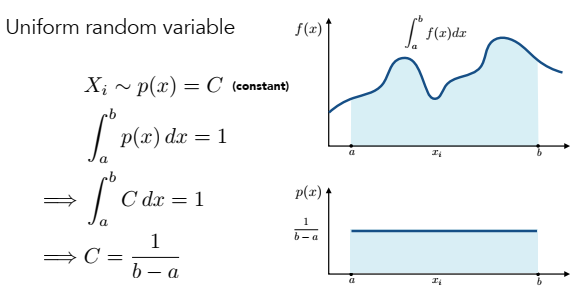 Uniform random variable
X_i ∼ p(x) = C (constant)
∫_a^b p(x) dx = 1
⟹ ∫_a^b C dx = 1
⟹ C = 1/(b − a)
f(x)
∫_a^b f(x)dx
a x_i b
p(x)
1/(b−a)
a x_i b